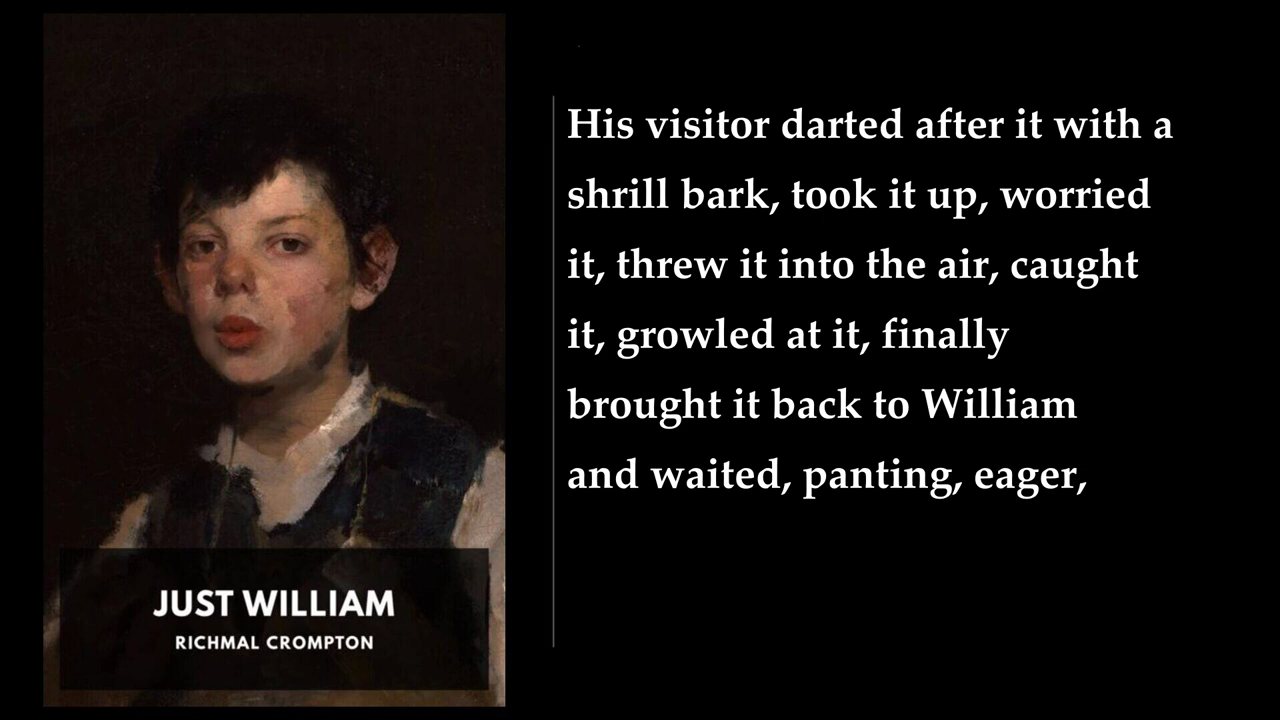 JUST WILLIAM
RICHMAL CROMPTON
His visitor darted after it with a
shrill bark, took it up, worried
it, threw it into the air, caught
it, growled at it, finally
brought it back to William
and waited, panting, eager,